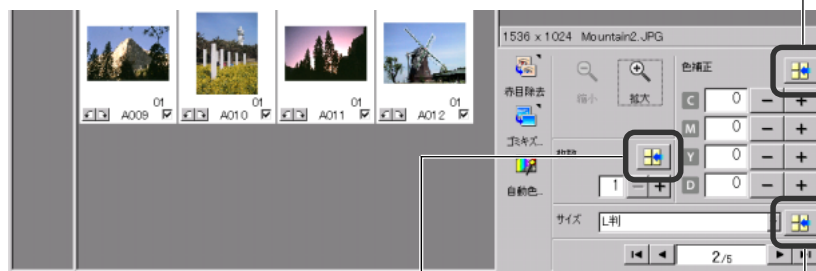 1536 x 1024 Mountain2.JPG
赤目除去
縮小
拡大
色補正
C 0 - +
01 01 01 01
A009 A010 A011 A012
M 0 - +
ゴミキズ..
Y 0 - +
自動色..
1 - +
D 0 - +
サイズ L判
2/5